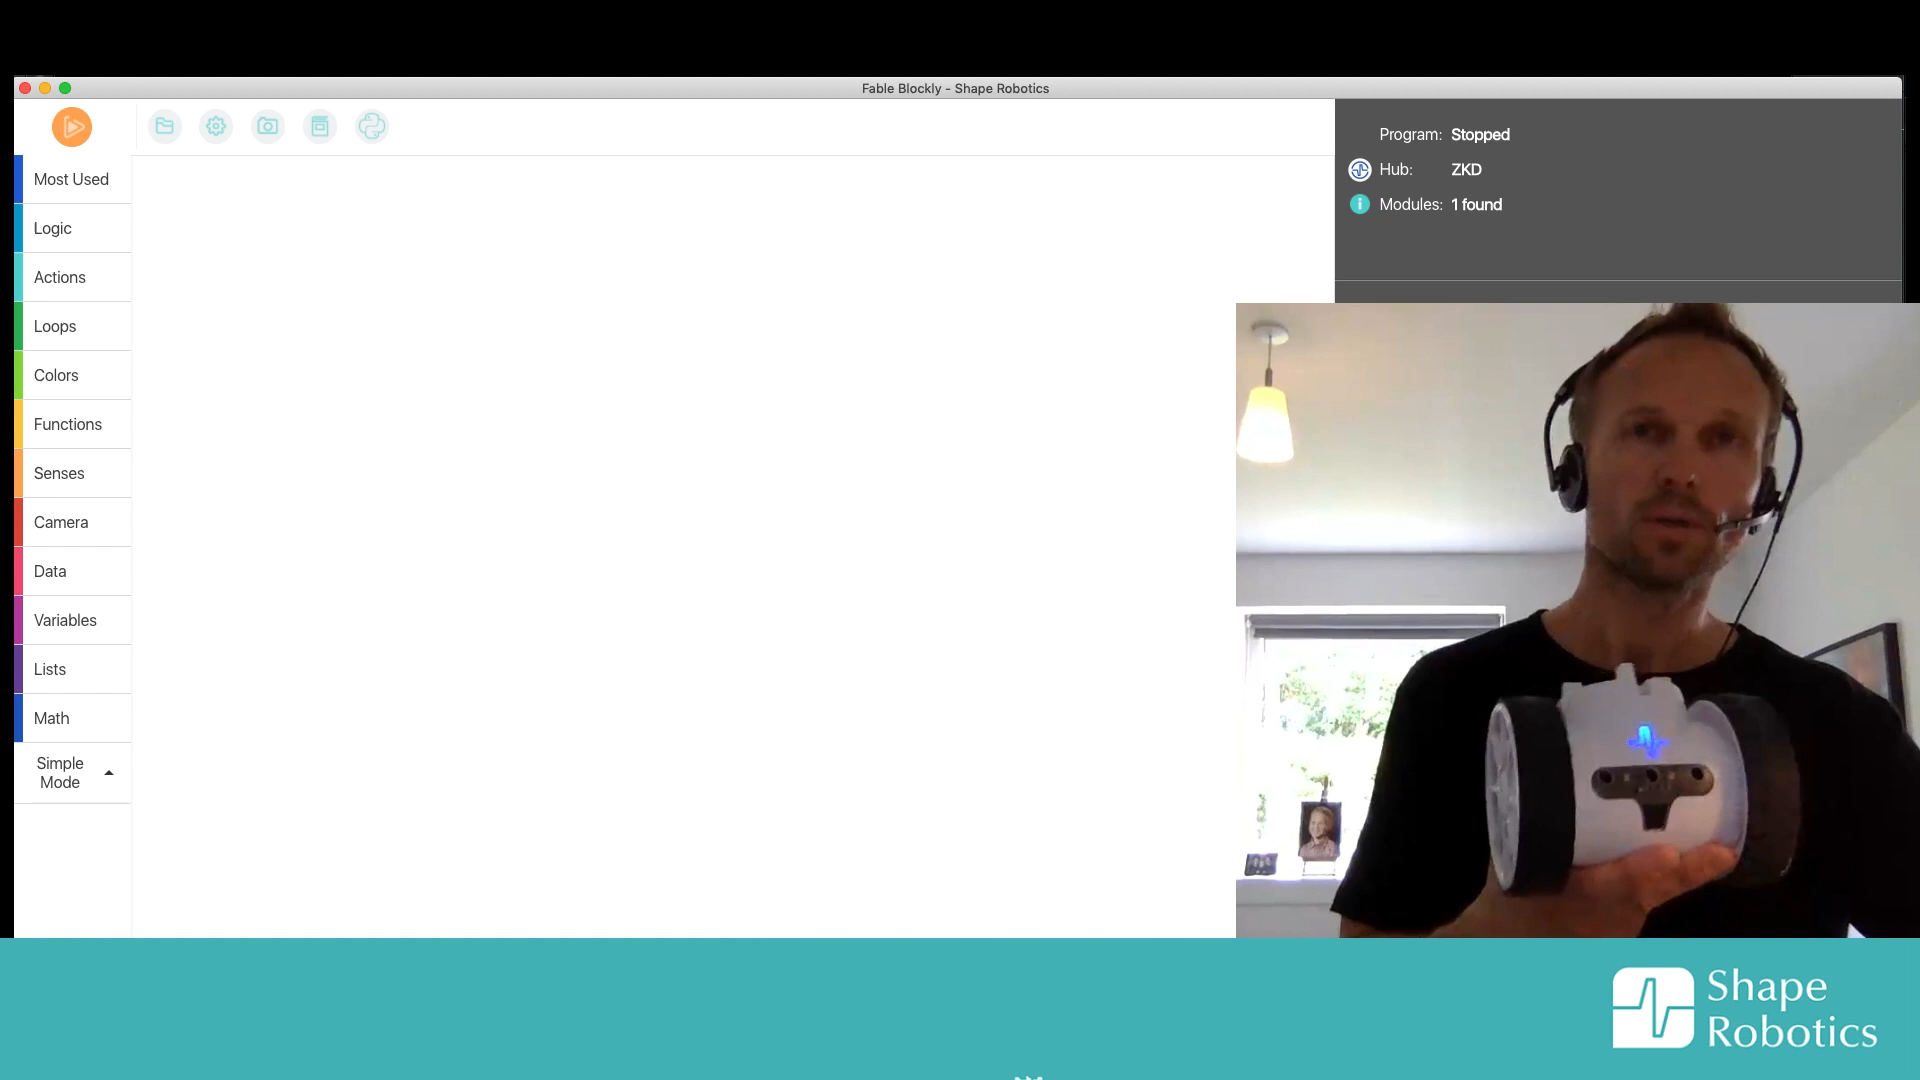 Fable Blockly - Shape Robotics
Program: Stopped
Hub: ZKD
Modules: 1 found
Most Used
Logic
Actions
Loops
Colors
Functions
Senses
Camera
Data
Variables
Lists
Math
Simple
Mode
Shape
Robotics